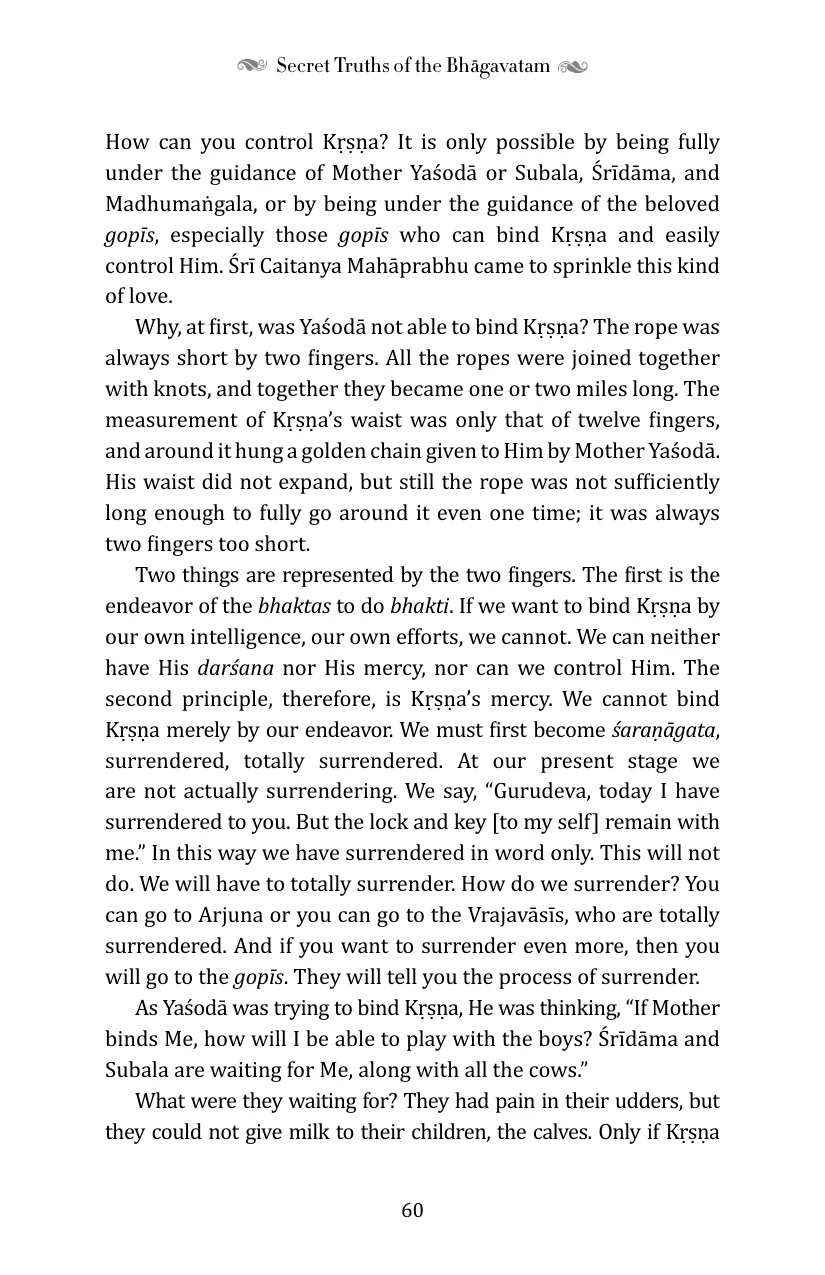 Secret Truths of the Bhāgavatam
How can you control Kṛṣṇa? It is only possible by being fully
under the guidance of Mother Yaśodā or Subala, Śrīdāma, and
Madhumaṅgala, or by being under the guidance of the beloved
gopīs, especially those gopīs who can bind Kṛṣṇa and easily
control Him. Śrī Caitanya Mahāprabhu came to sprinkle this kind
of love.
Why, at first, was Yaśodā not able to bind Kṛṣṇa? The rope was
always short by two fingers. All the ropes were joined together
with knots, and together they became one or two miles long. The
measurement of Kṛṣṇa’s waist was only that of twelve fingers,
and around it hung a golden chain given to Him by Mother Yaśodā.
His waist did not expand, but still the rope was not sufficiently
long enough to fully go around it even one time; it was always
two fingers too short.
Two things are represented by the two fingers. The first is the
endeavor of the bhaktas to do bhakti. If we want to bind Kṛṣṇa by
our own intelligence, our own efforts, we cannot. We can neither
have His darśana nor His mercy, nor can we control Him. The
second principle, therefore, is Kṛṣṇa’s mercy. We cannot bind
Kṛṣṇa merely by our endeavor. We must first become śaraṇāgata,
surrendered, totally surrendered. At our present stage we
are not actually surrendering. We say, “Gurudeva, today I have
surrendered to you. But the lock and key [to my self] remain with
me.” In this way we have surrendered in word only. This will not
do. We will have to totally surrender. How do we surrender? You
can go to Arjuna or you can go to the Vrajavāsīs, who are totally
surrendered. And if you want to surrender even more, then you
will go to the gopīs. They will tell you the process of surrender.
As Yaśodā was trying to bind Kṛṣṇa, He was thinking, “If Mother
binds Me, how will I be able to play with the boys? Śrīdāma and
Subala are waiting for Me, along with all the cows.”
What were they waiting for? They had pain in their udders, but
they could not give milk to their children, the calves. Only if Kṛṣṇa
60